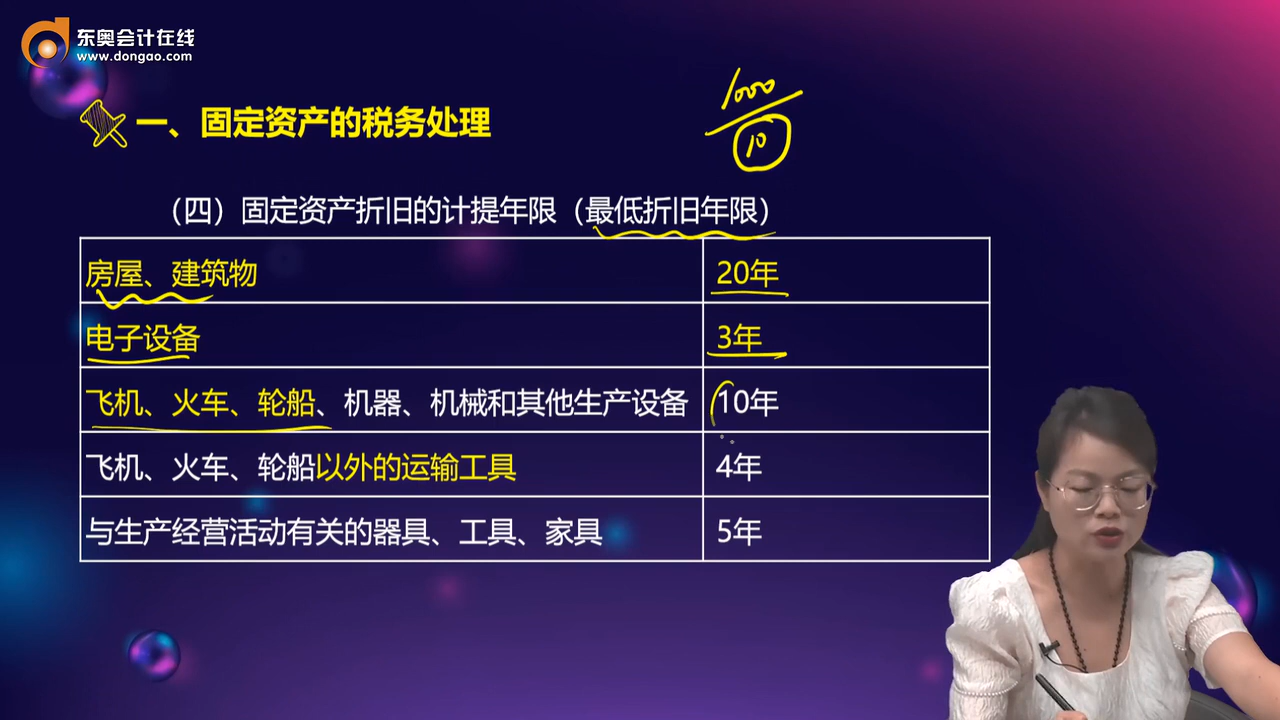 东奥会计在线
www.dongao.com
一、固定资产的税务处理
1000
10
（四）固定资产折旧的计提年限（最低折旧年限）
房屋、建筑物 20年
电子设备 3年
飞机、火车、轮船、机器、机械和其他生产设备 10年
飞机、火车、轮船以外的运输工具 4年
与生产经营活动有关的器具、工具、家具 5年